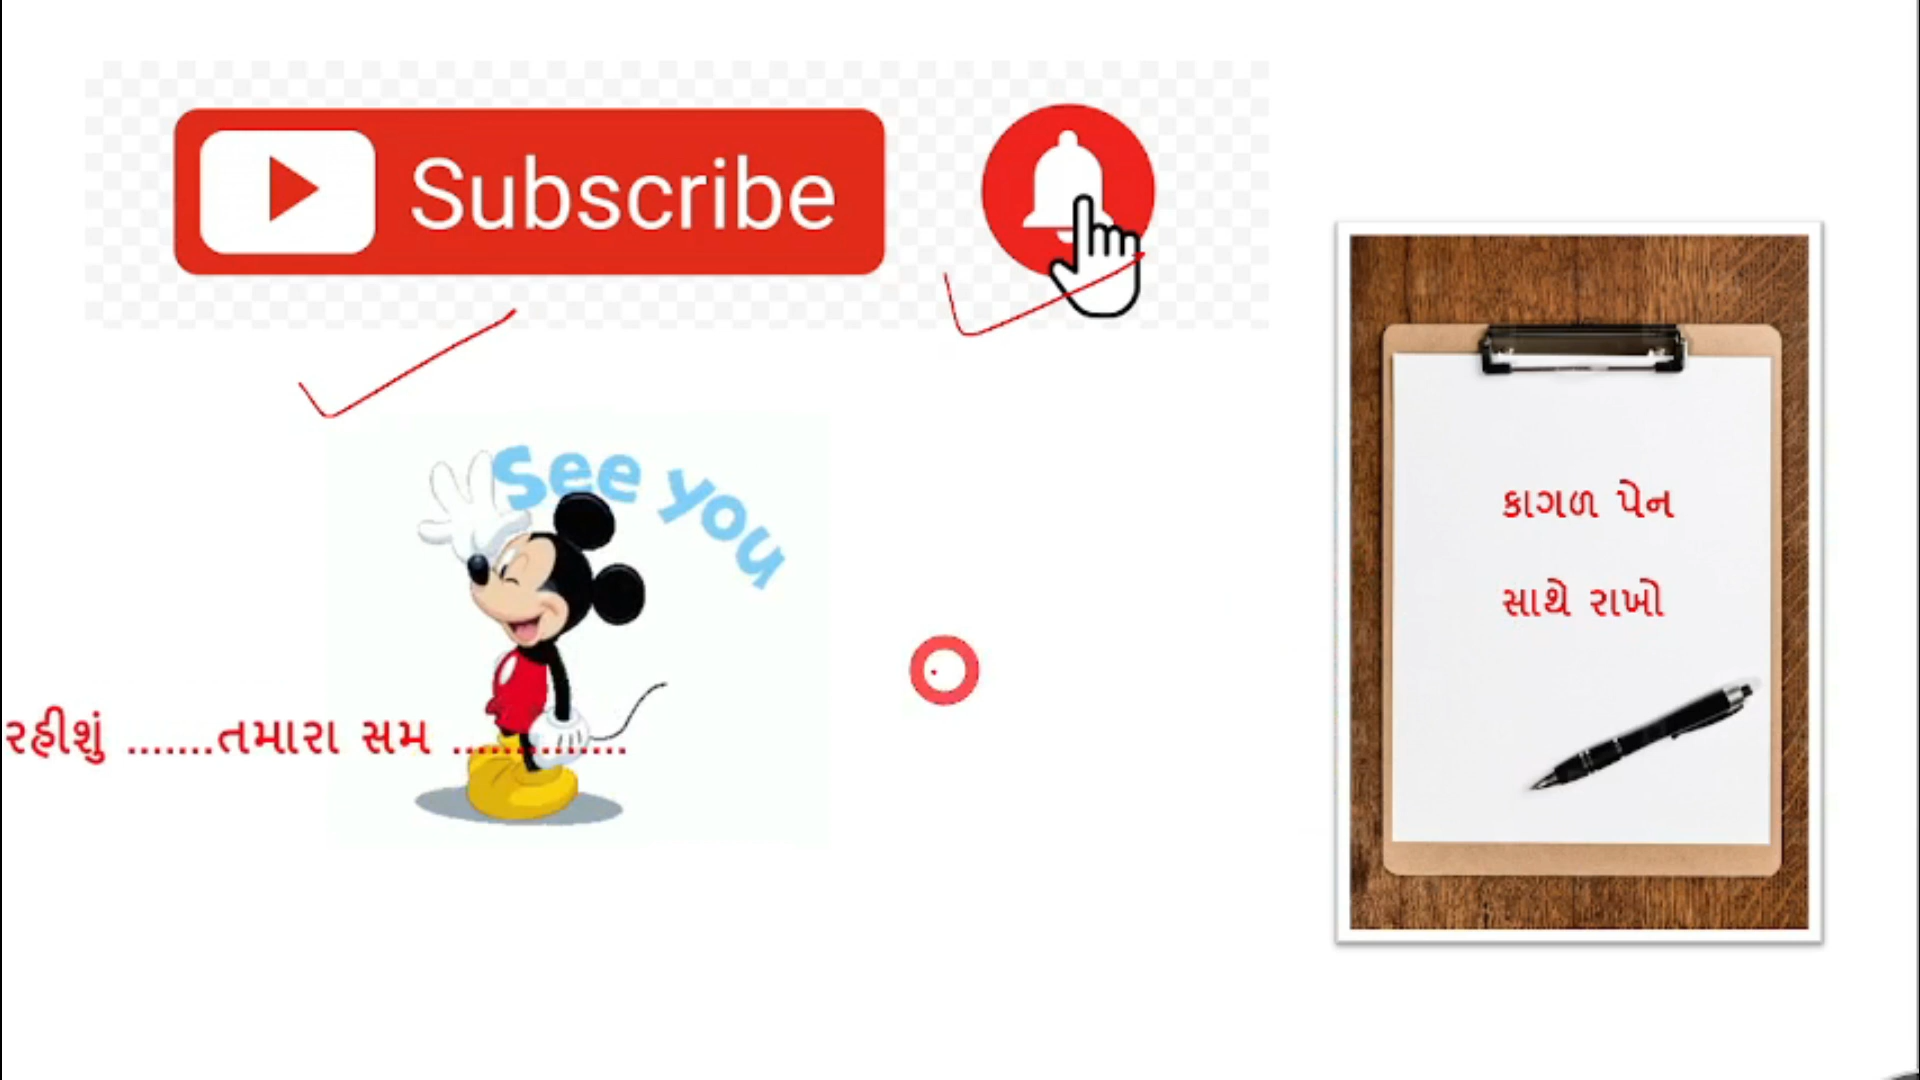 Subscribe
See you
કાગળ પેન
સાથે રાખો
રહીશું .......તમારા સમ ..............